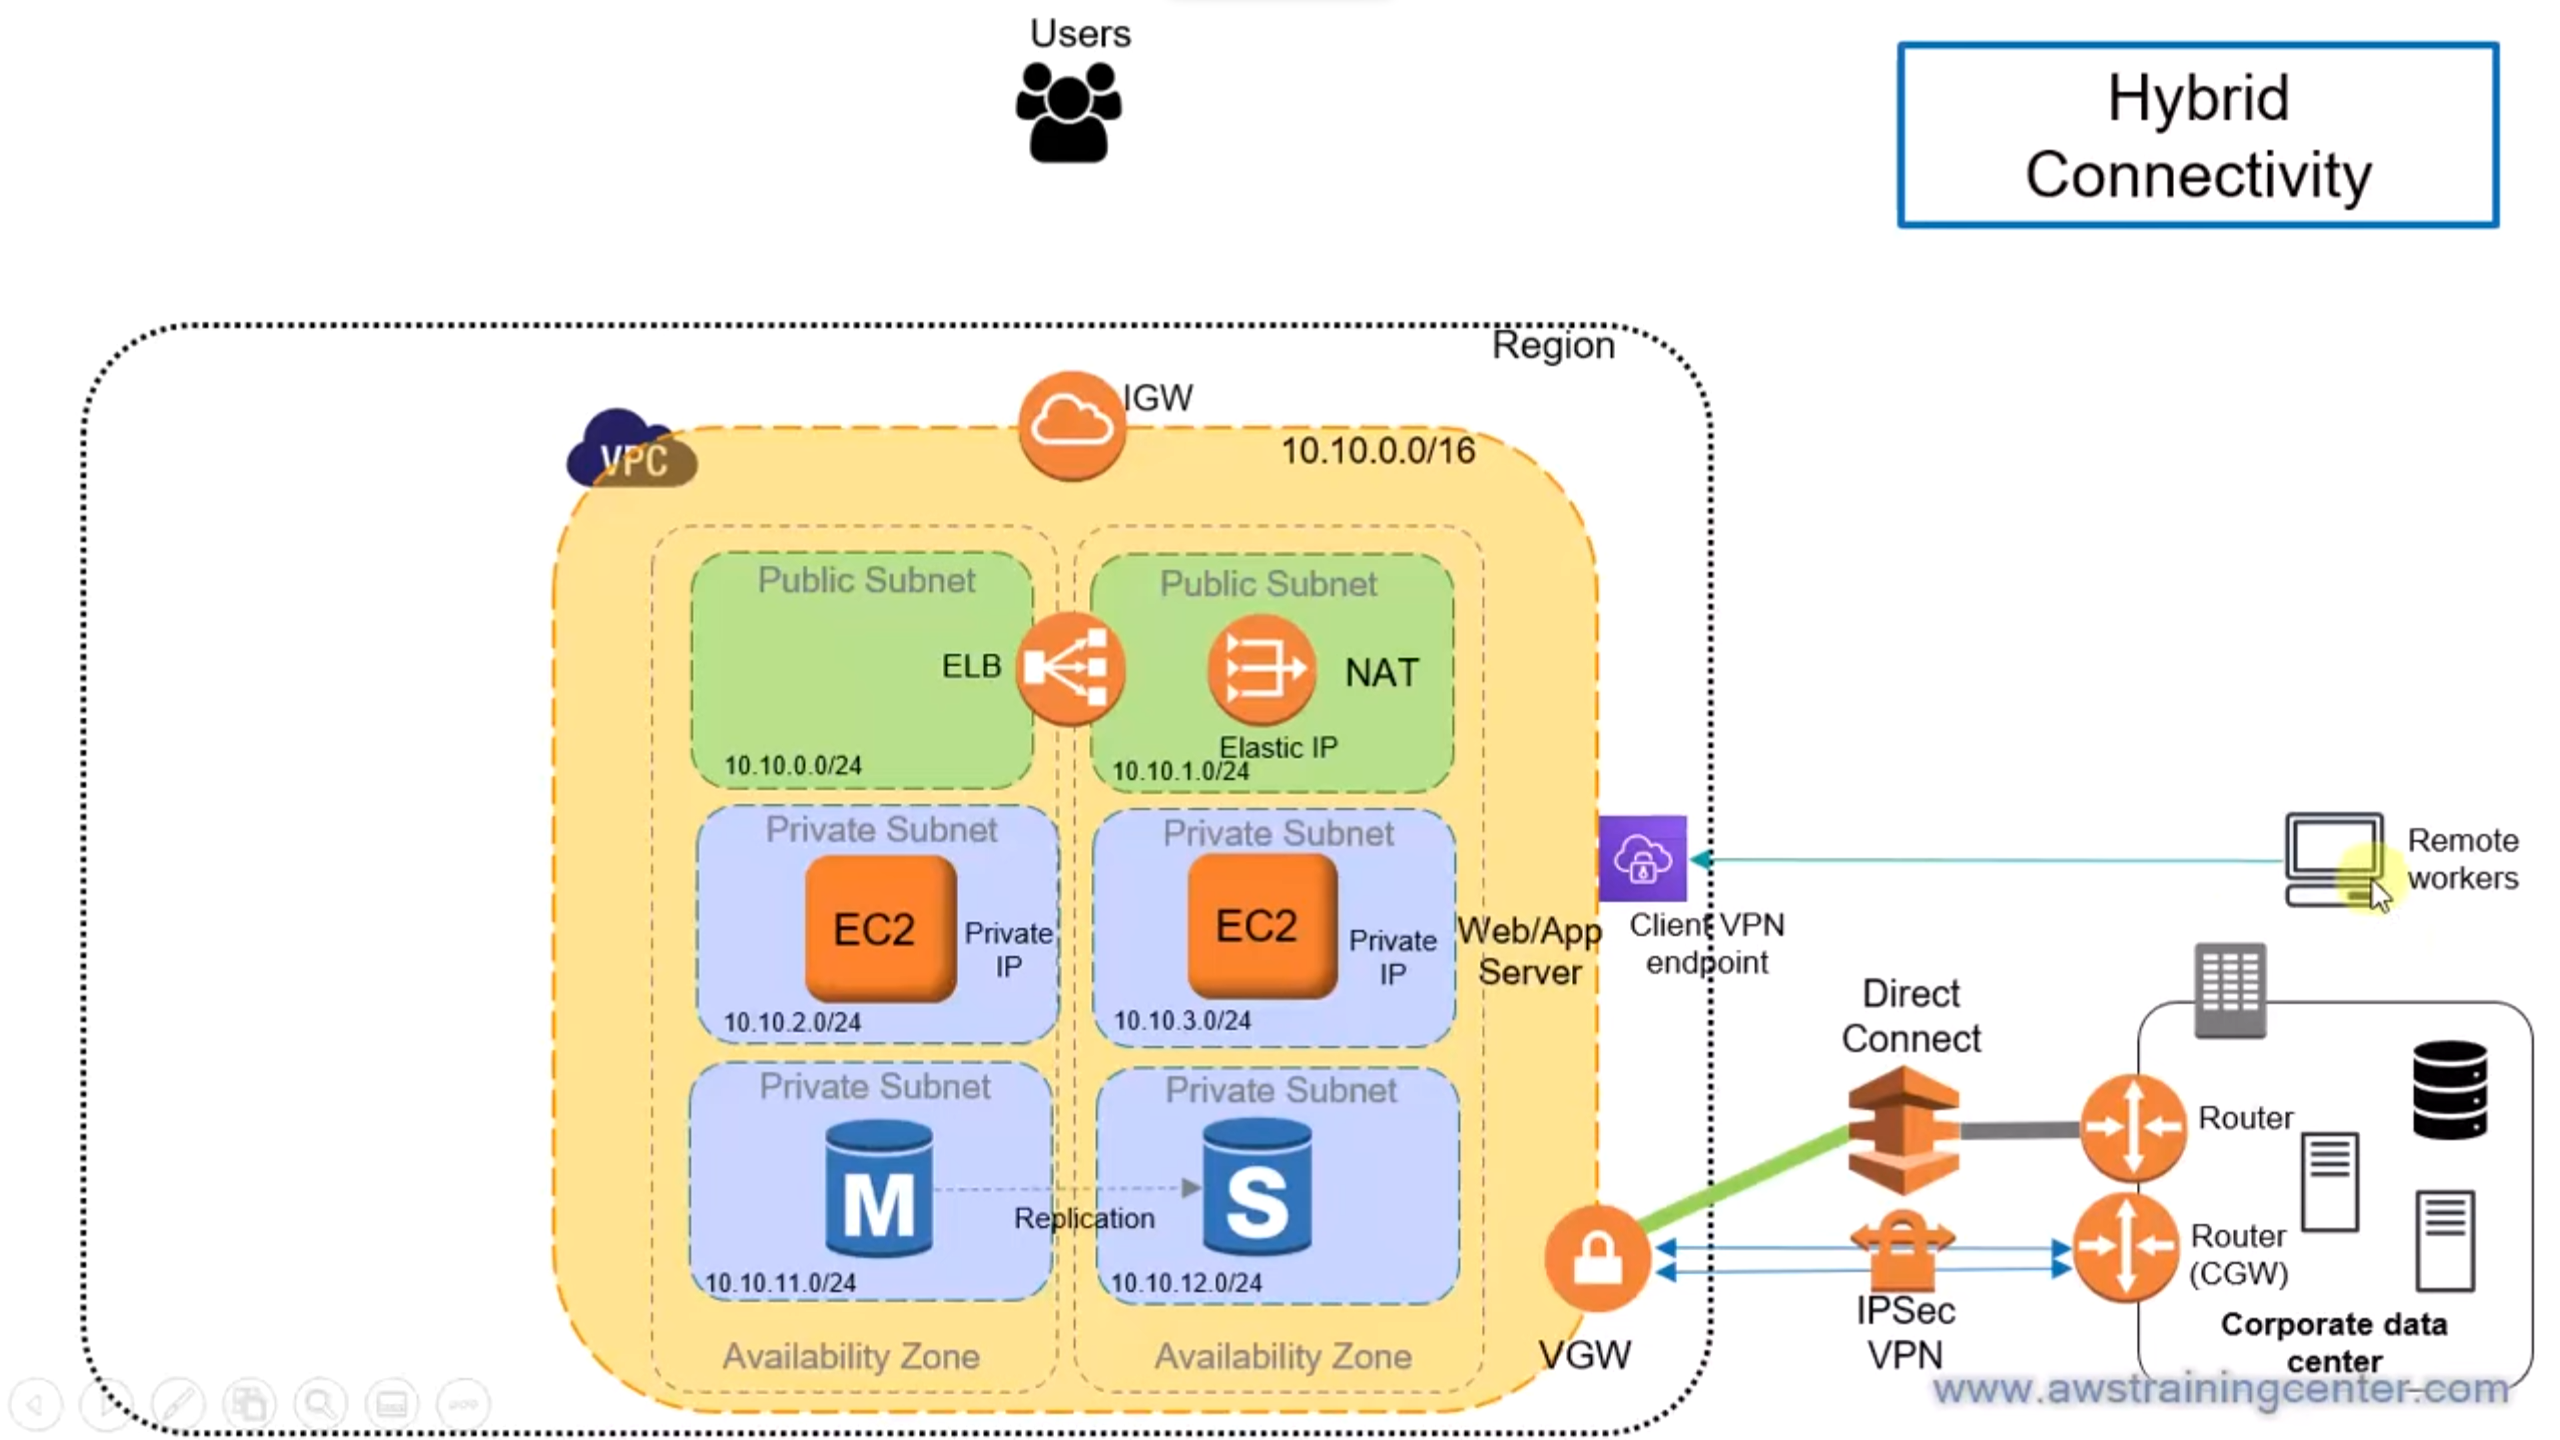 Users
Hybrid
Connectivity
Region
IGW
VPC
10.10.0.0/16
Public Subnet
Public Subnet
ELB
NAT
Elastic IP
10.10.0.0/24
10.10.1.0/24
Private Subnet
Private Subnet
EC2
Private
IP
EC2
Private
IP
10.10.2.0/24
10.10.3.0/24
Web/App
Server
Client VPN
endpoint
Remote
workers
Direct
Connect
Private Subnet
Private Subnet
M
S
Replication
10.10.11.0/24
10.10.12.0/24
Availability Zone
Availability Zone
VGW
Router
Router
(CGW)
IPSec
VPN
Corporate data
center
www.awstrainingcenter.com